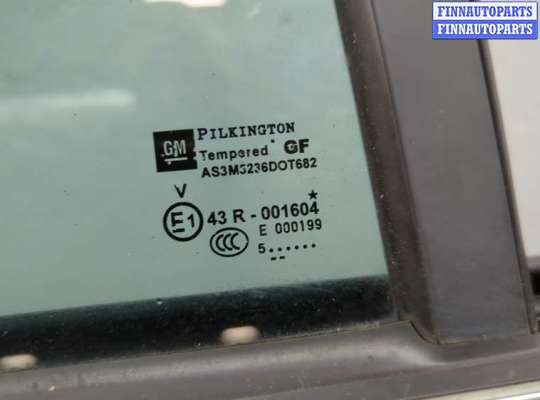 FINNAUTOPARTS
FINNAUTOPARTS
GM PILKINGTON
Tempered GF
AS3M3236DOT682
V
E1 43 R - 001604
CCC E 000199
5......